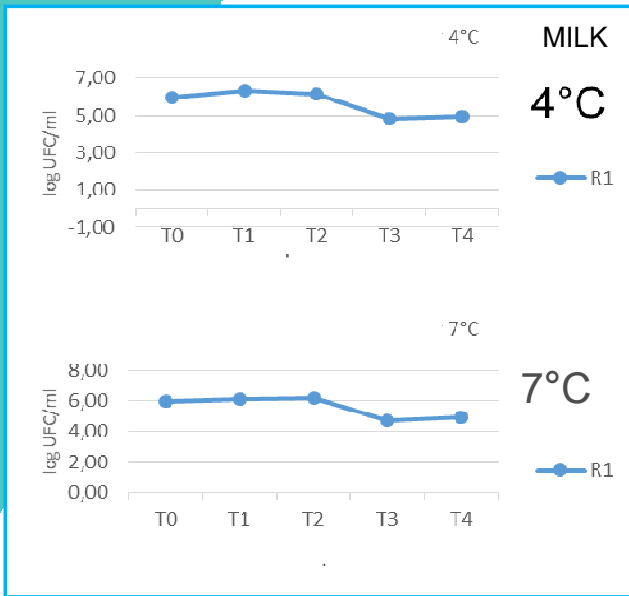 4°C
MILK
4°C
7,00
5,00
3,00
1,00
-1,00
log UFC/ml
T0 T1 T2 T3 T4
R1
7°C
7°C
8,00
6,00
4,00
2,00
0,00
log UFC/ml
T0 T1 T2 T3 T4
R1